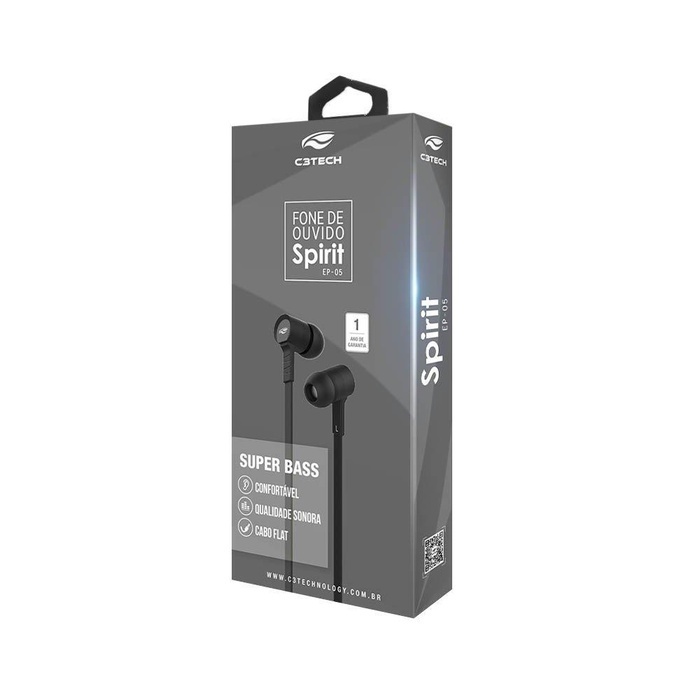 C3TECH
FONE DE
OUVIDO
Spirit
EP-05
1
ANO DE
GARANTIA
L
SUPER BASS
CONFORTÁVEL
QUALIDADE SONORA
CABO FLAT
WWW.C3TECHNOLOGY.COM.BR
C3TECH
Spirit
EP-05